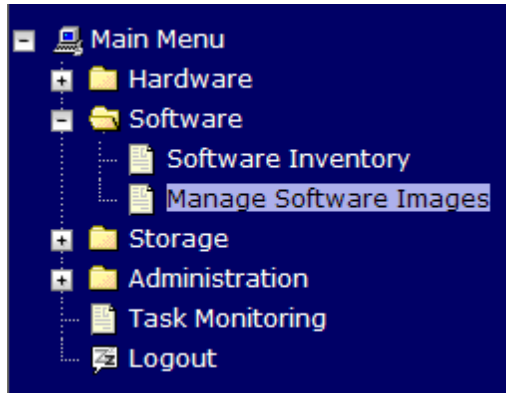 Main Menu
Hardware
Software
Software Inventory
Manage Software Images
Storage
Administration
Task Monitoring
Logout